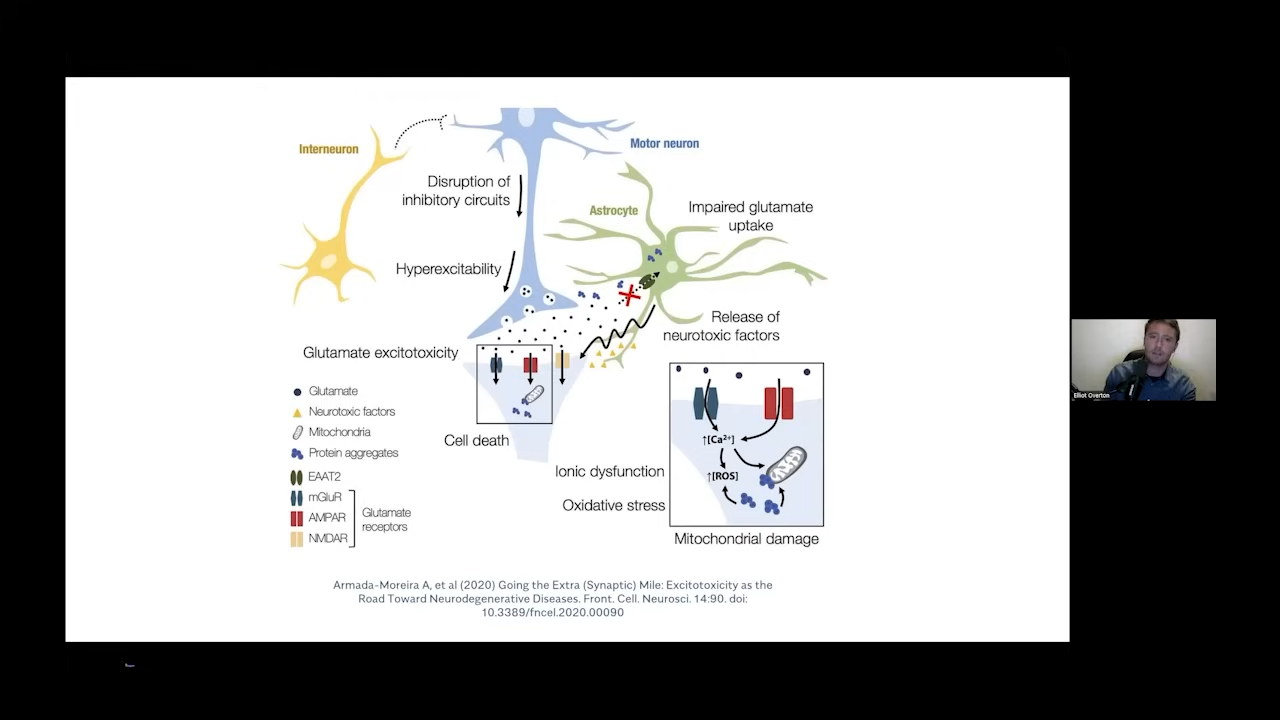 Interneuron
Motor neuron
Disruption of
inhibitory circuits
Astrocyte
Impaired glutamate
uptake
Hyperexcitability
Release of
neurotoxic factors
Glutamate excitotoxicity
Glutamate
Neurotoxic factors
Mitochondria
Protein aggregates
EAAT2
mGluR
AMPAR
NMDAR
Glutamate
receptors
Cell death
↑[Ca²⁺]
↑[ROS]
Ionic dysfunction
Oxidative stress
Mitochondrial damage
Armada-Moreira A, et al (2020) Going the Extra (Synaptic) Mile: Excitotoxicity as the
Road Toward Neurodegenerative Diseases. Front. Cell. Neurosci. 14:90. doi:
10.3389/fncel.2020.00090
Elliot Overton